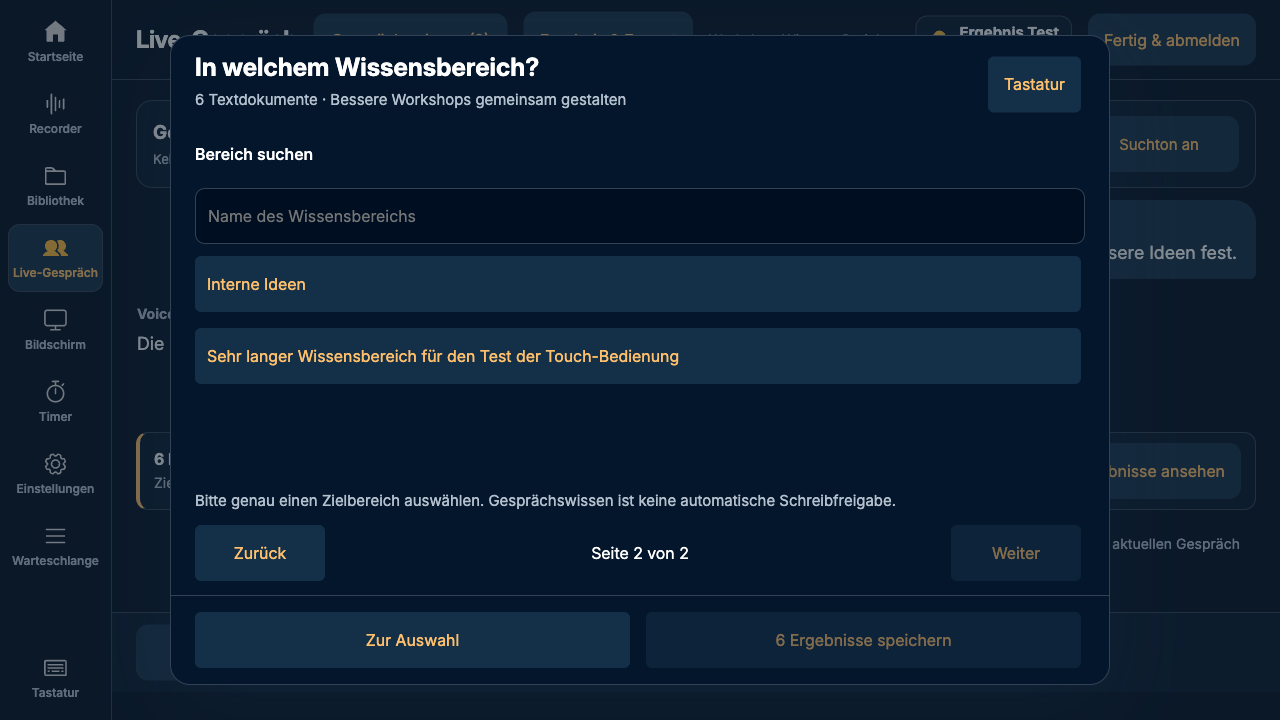 Startseite
Recorder
Bibliothek
Live-Gespräch
Bildschirm
Timer
Einstellungen
Warteschlange
Tastatur
Ergebnis Test
Fertig & abmelden
Suchton an
sere Ideen fest.
Die
ebnisse ansehen
aktuellen Gespräch
In welchem Wissensbereich?
6 Textdokumente · Bessere Workshops gemeinsam gestalten
Tastatur
Bereich suchen
Name des Wissensbereichs
Interne Ideen
Sehr langer Wissensbereich für den Test der Touch-Bedienung
Bitte genau einen Zielbereich auswählen. Gesprächswissen ist keine automatische Schreibfreigabe.
Zurück
Seite 2 von 2
Weiter
Zur Auswahl
6 Ergebnisse speichern